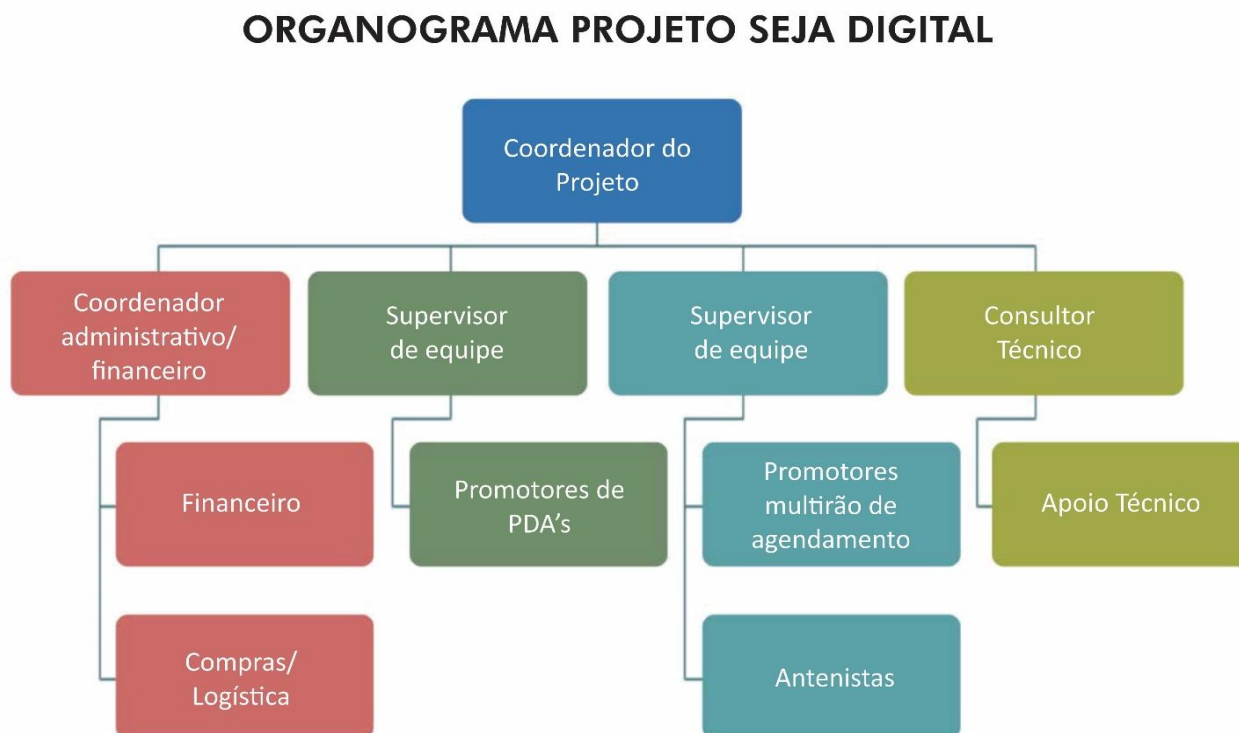 ORGANOGRAMA PROJETO SEJA DIGITAL
Coordenador do
Projeto
Coordenador
administrativo/
financeiro
Supervisor
de equipe
Supervisor
de equipe
Consultor
Técnico
Financeiro
Promotores de
PDA’s
Promotores
multirão de
agendamento
Apoio Técnico
Compras/
Logística
Antenistas